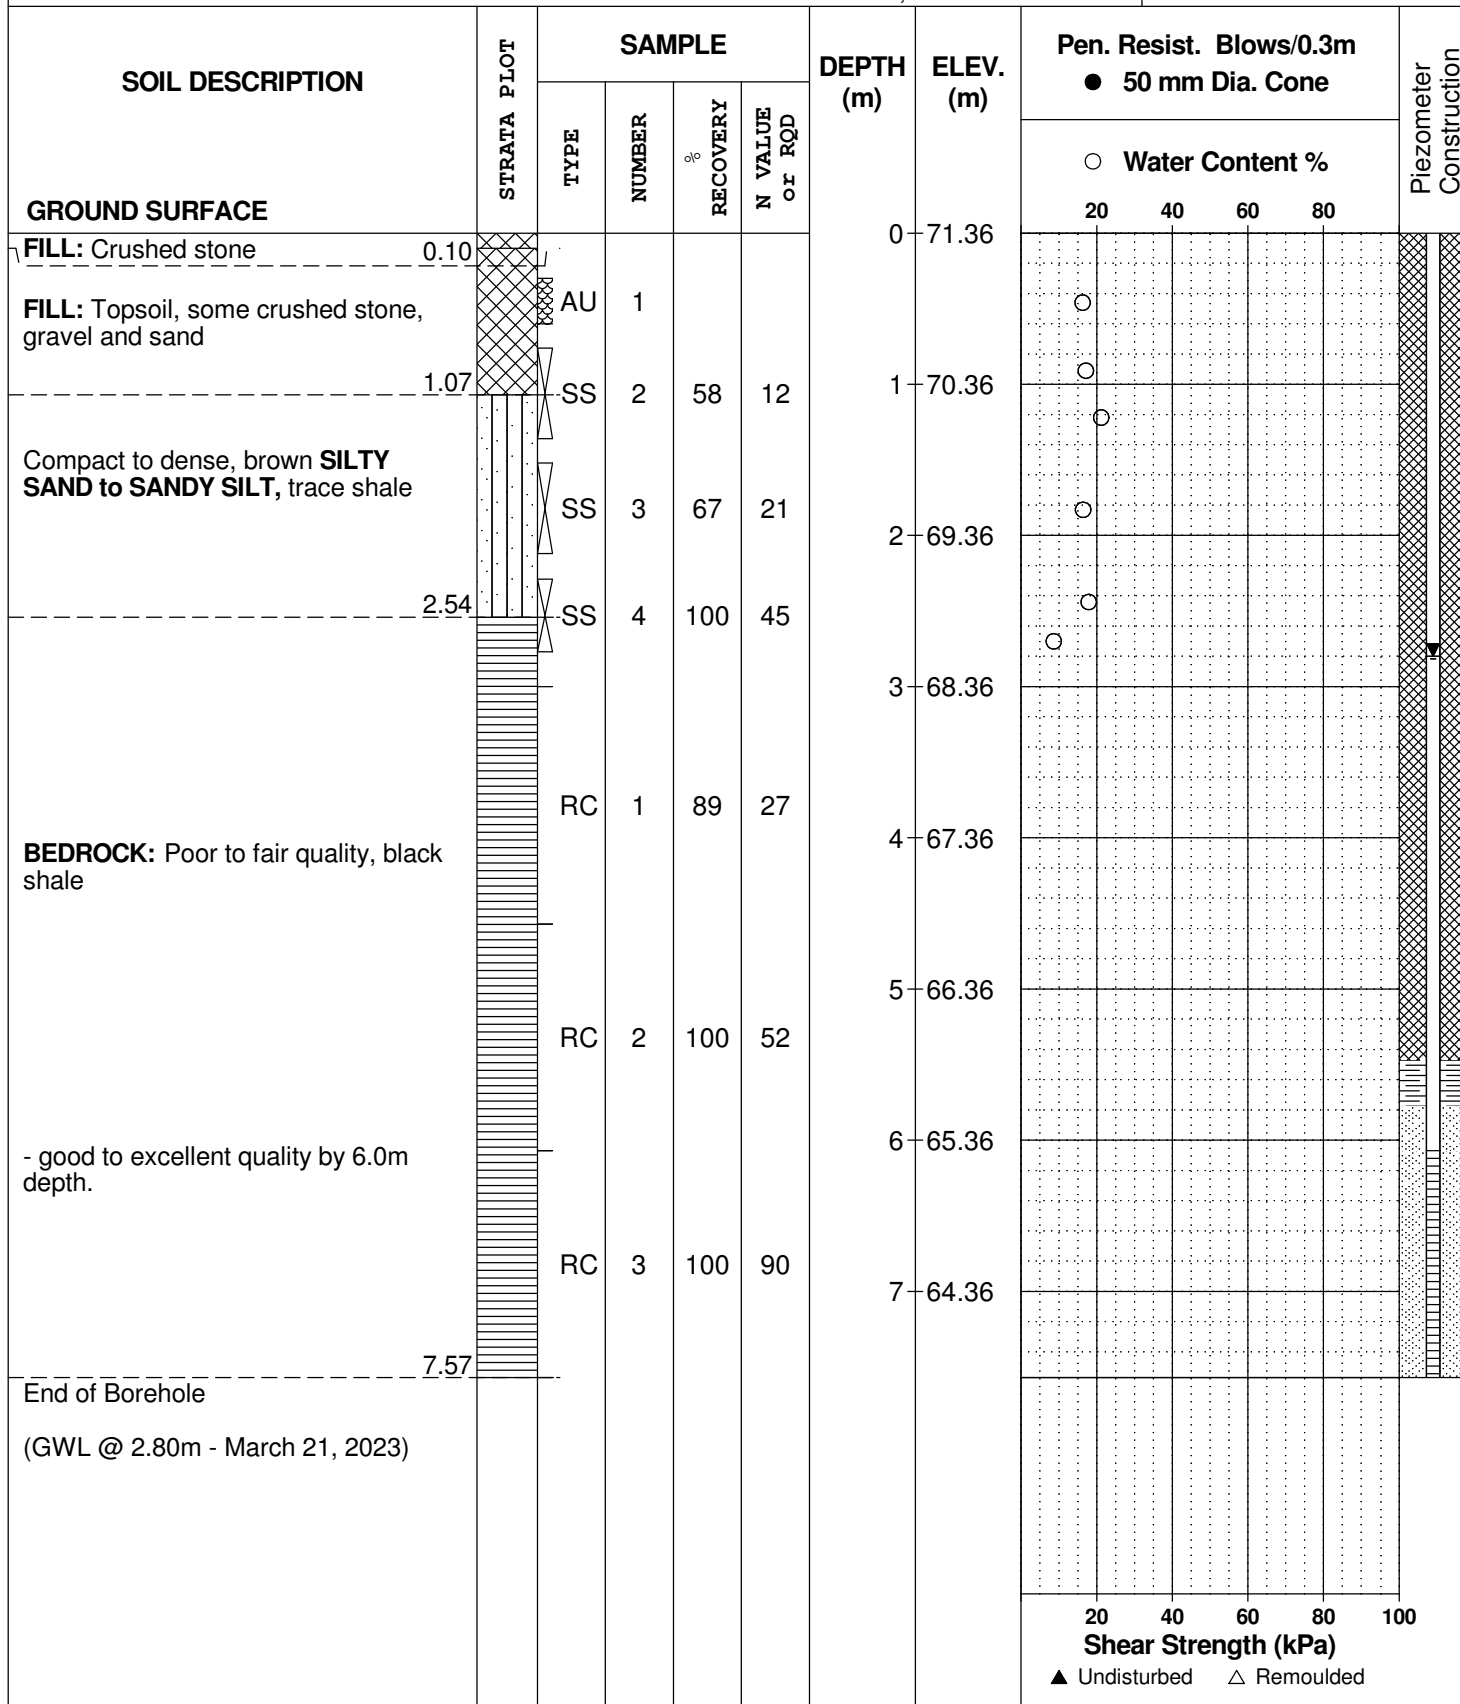 SOIL DESCRIPTION
GROUND SURFACE
STRATA PLOT
SAMPLE
TYPE
NUMBER
% RECOVERY
N VALUE
or RQD
DEPTH
(m)
ELEV.
(m)
Pen. Resist. Blows/0.3m
● 50 mm Dia. Cone
○ Water Content %
20 40 60 80
Piezometer
Construction
0 71.36
FILL: Crushed stone 0.10
FILL: Topsoil, some crushed stone,
gravel and sand
AU 1
1.07
1 70.36
SS 2 58 12
Compact to dense, brown SILTY
SAND to SANDY SILT, trace shale
SS 3 67 21
2 69.36
2.54
SS 4 100 45
3 68.36
RC 1 89 27
4 67.36
BEDROCK: Poor to fair quality, black
shale
5 66.36
RC 2 100 52
6 65.36
- good to excellent quality by 6.0m
depth.
RC 3 100 90
7 64.36
7.57
End of Borehole
(GWL @ 2.80m - March 21, 2023)
20 40 60 80 100
Shear Strength (kPa)
▲ Undisturbed △ Remoulded